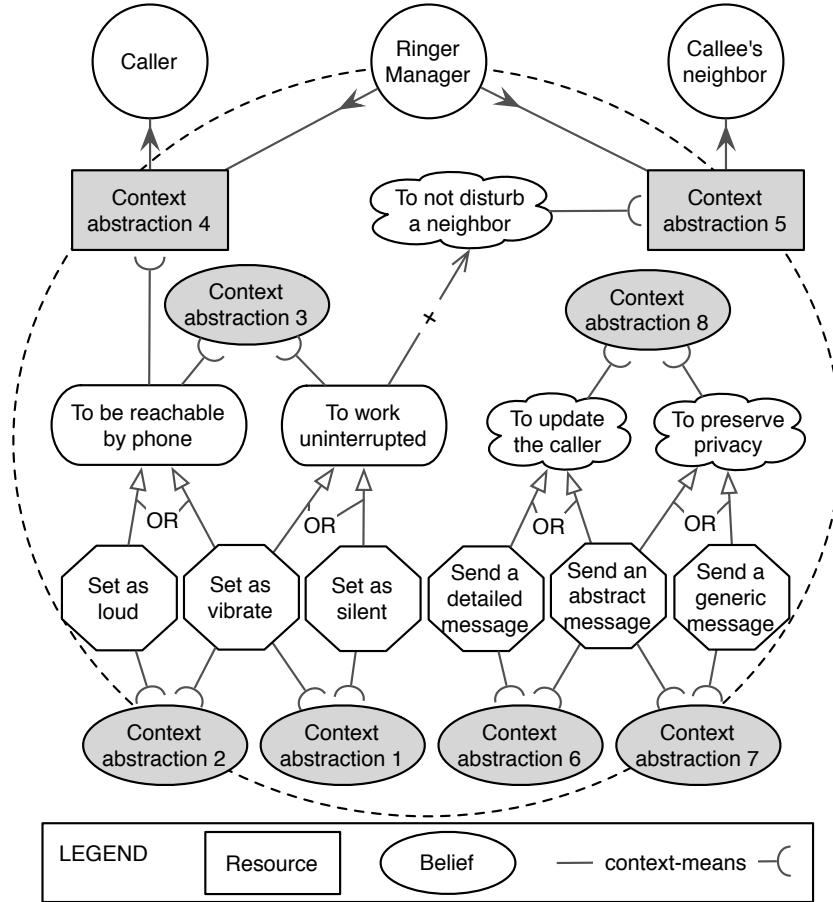 Caller
Ringer
Manager
Callee's
neighbor
Context
abstraction 4
To not disturb
a neighbor
Context
abstraction 5
Context
abstraction 3
+
Context
abstraction 8
To be reachable
by phone
To work
uninterrupted
To update
the caller
To preserve
privacy
OR
OR
OR
OR
Set as
loud
Set as
vibrate
Set as
silent
Send a
detailed
message
Send an
abstract
message
Send a
generic
message
Context
abstraction 2
Context
abstraction 1
Context
abstraction 6
Context
abstraction 7
LEGEND
Resource
Belief
context-means